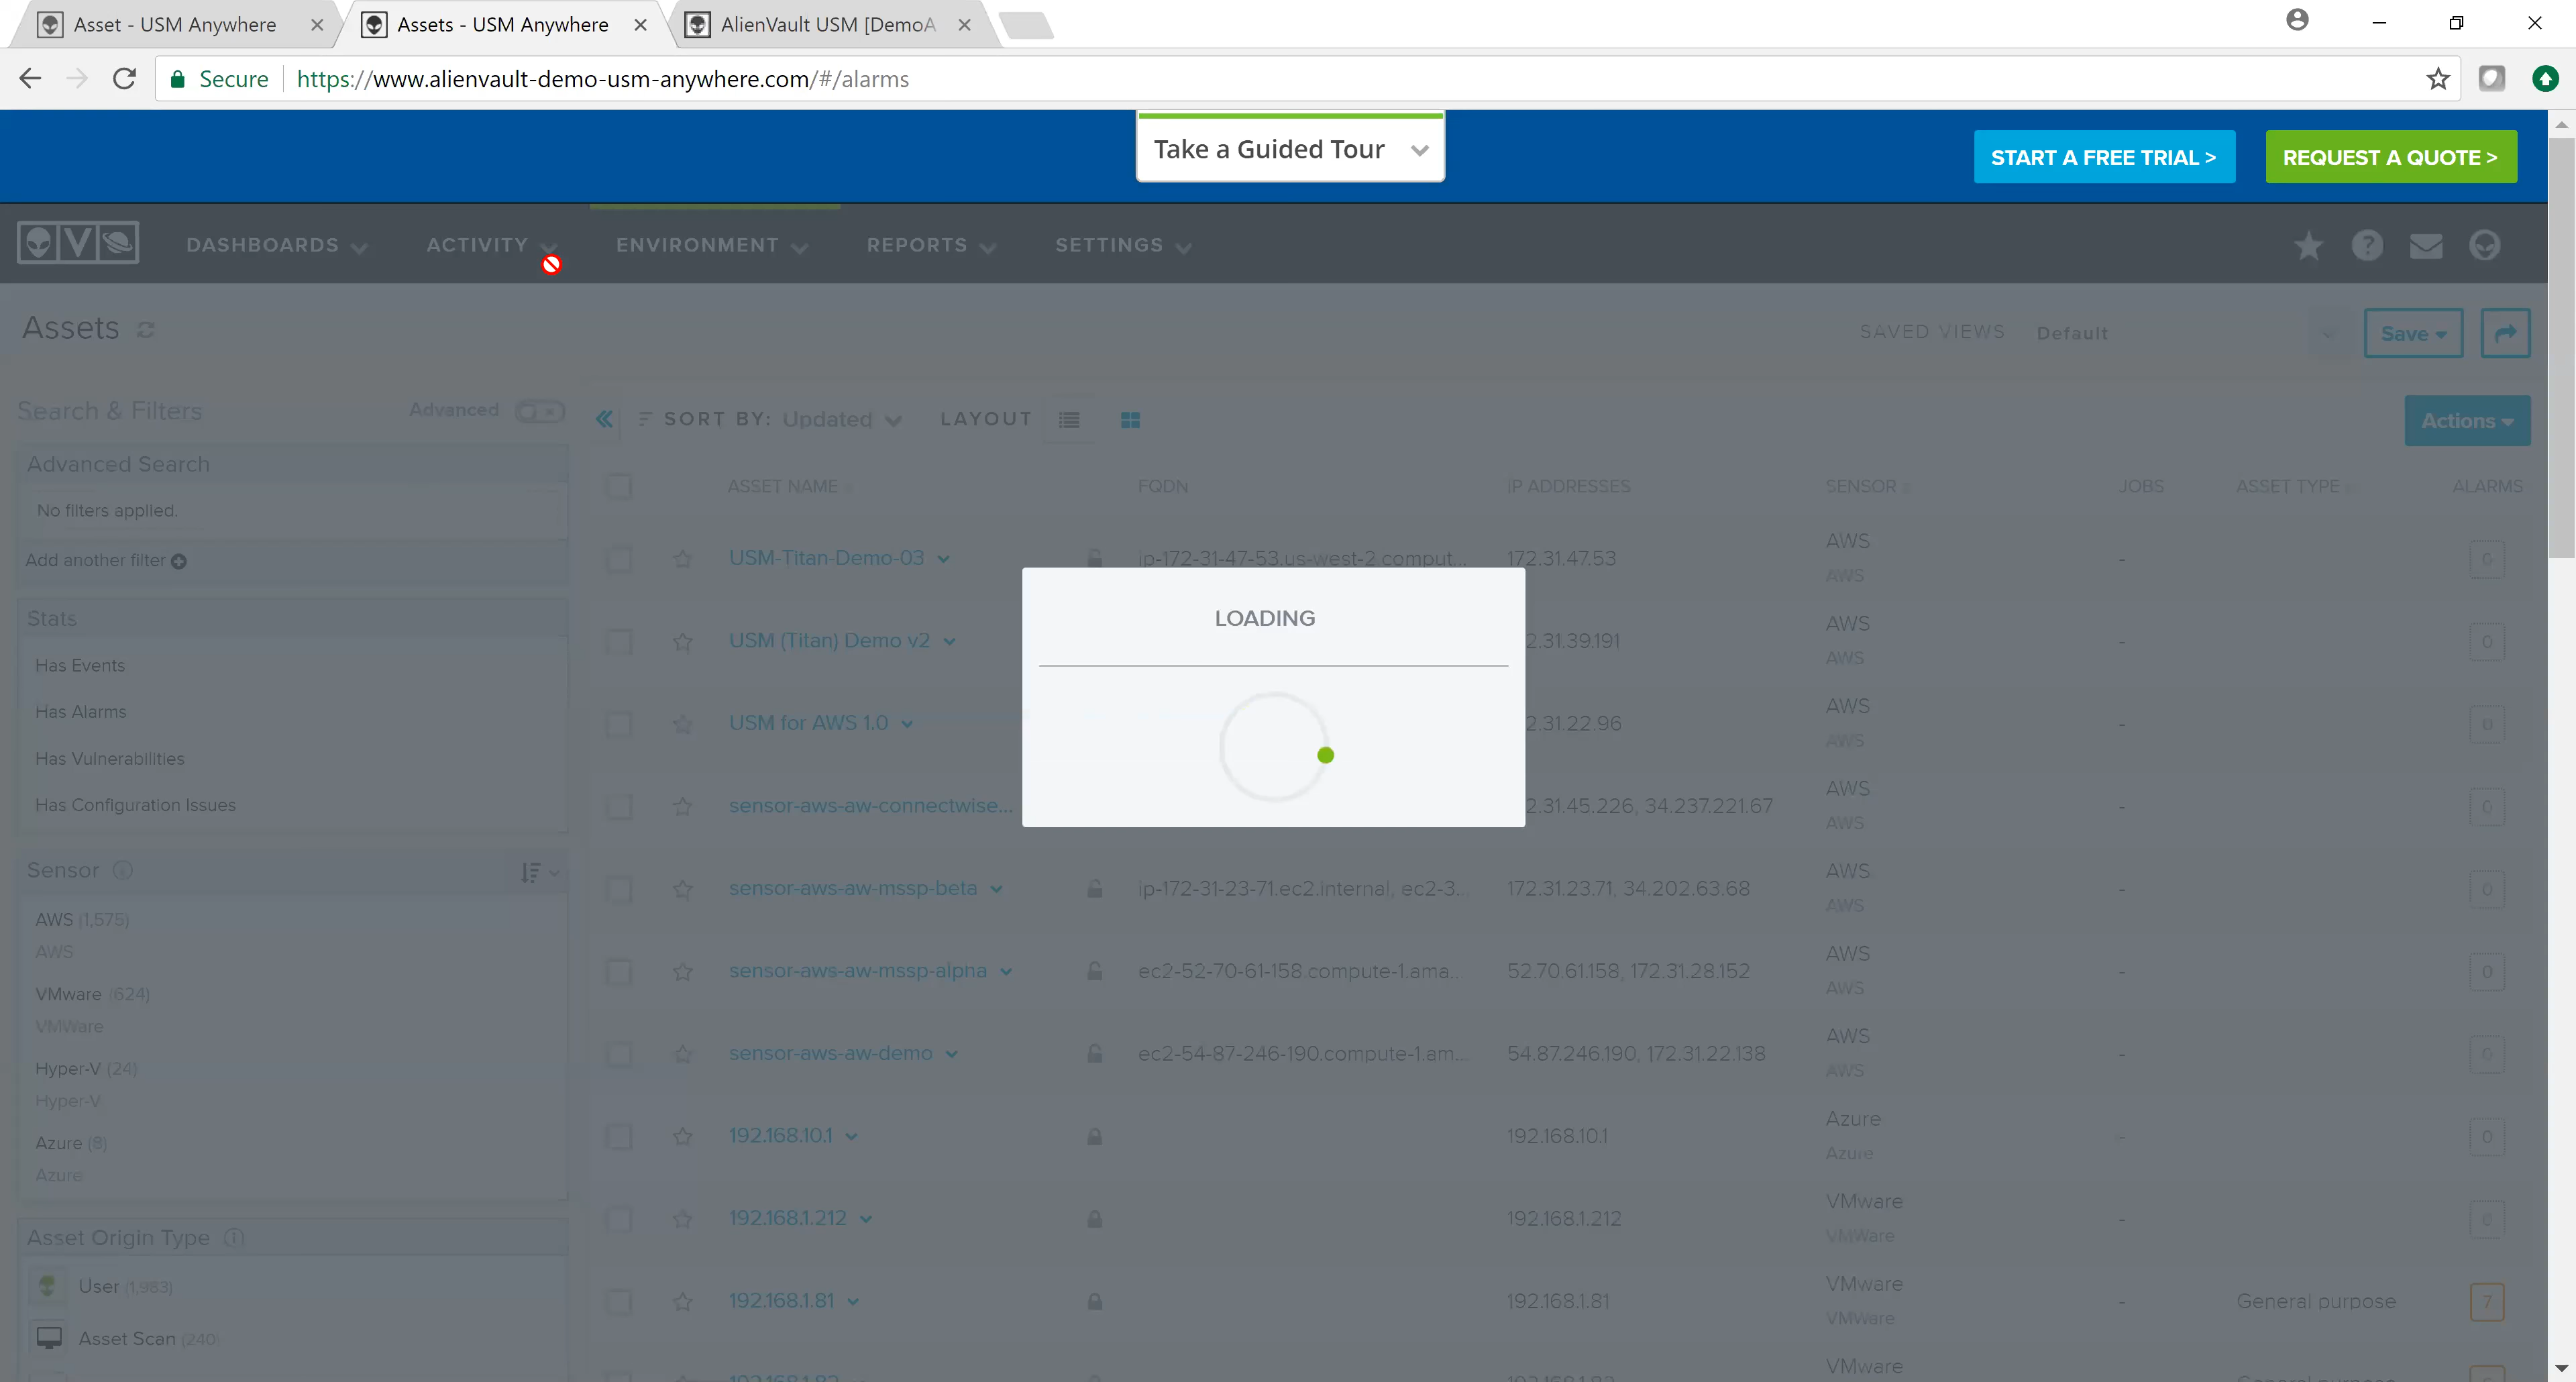 Asset - USM Anywhere
Assets - USM Anywhere
AlienVault USM [DemoA
Secure https://www.alienvault-demo-usm-anywhere.com/#/alarms
Take a Guided Tour
START A FREE TRIAL >
REQUEST A QUOTE >
DASHBOARDS ACTIVITY ENVIRONMENT REPORTS SETTINGS
Assets
SAVED VIEWS Default Save
Search & Filters Advanced
SORT BY: Updated LAYOUT
Actions
Advanced Search
No filters applied.
Add another filter
Stats
Has Events
Has Alarms
Has Vulnerabilities
Has Configuration Issues
Sensor
AWS (1,575)
AWS
VMware (624)
VMWare
Hyper-V (24)
Hyper-V
Azure (8)
Azure
Asset Origin Type
User (1,983)
Asset Scan (240)
ASSET NAME FQDN IP ADDRESSES SENSOR JOBS ASSET TYPE ALARMS
USM-Titan-Demo-03 ip-172-31-47-53.us-west-2.comput... 172.31.47.53 AWS - 0
AWS
USM (Titan) Demo v2 2.31.39.191 AWS - 0
AWS
USM for AWS 1.0 2.31.22.96 AWS - 0
AWS
sensor-aws-aw-connectwise... 2.31.45.226, 34.237.221.67 AWS - 0
AWS
sensor-aws-aw-mssp-beta ip-172-31-23-71.ec2.internal, ec2-3... 172.31.23.71, 34.202.63.68 AWS - 0
AWS
sensor-aws-aw-mssp-alpha ec2-52-70-61-158.compute-1.ama... 52.70.61.158, 172.31.28.152 AWS - 0
AWS
sensor-aws-aw-demo ec2-54-87-246-190.compute-1.am... 54.87.246.190, 172.31.22.138 AWS - 0
AWS
192.168.10.1 192.168.10.1 Azure - 0
Azure
192.168.1.212 192.168.1.212 VMware - 0
VMWare
192.168.1.81 192.168.1.81 VMware - General purpose 7
VMWare
VMware
LOADING